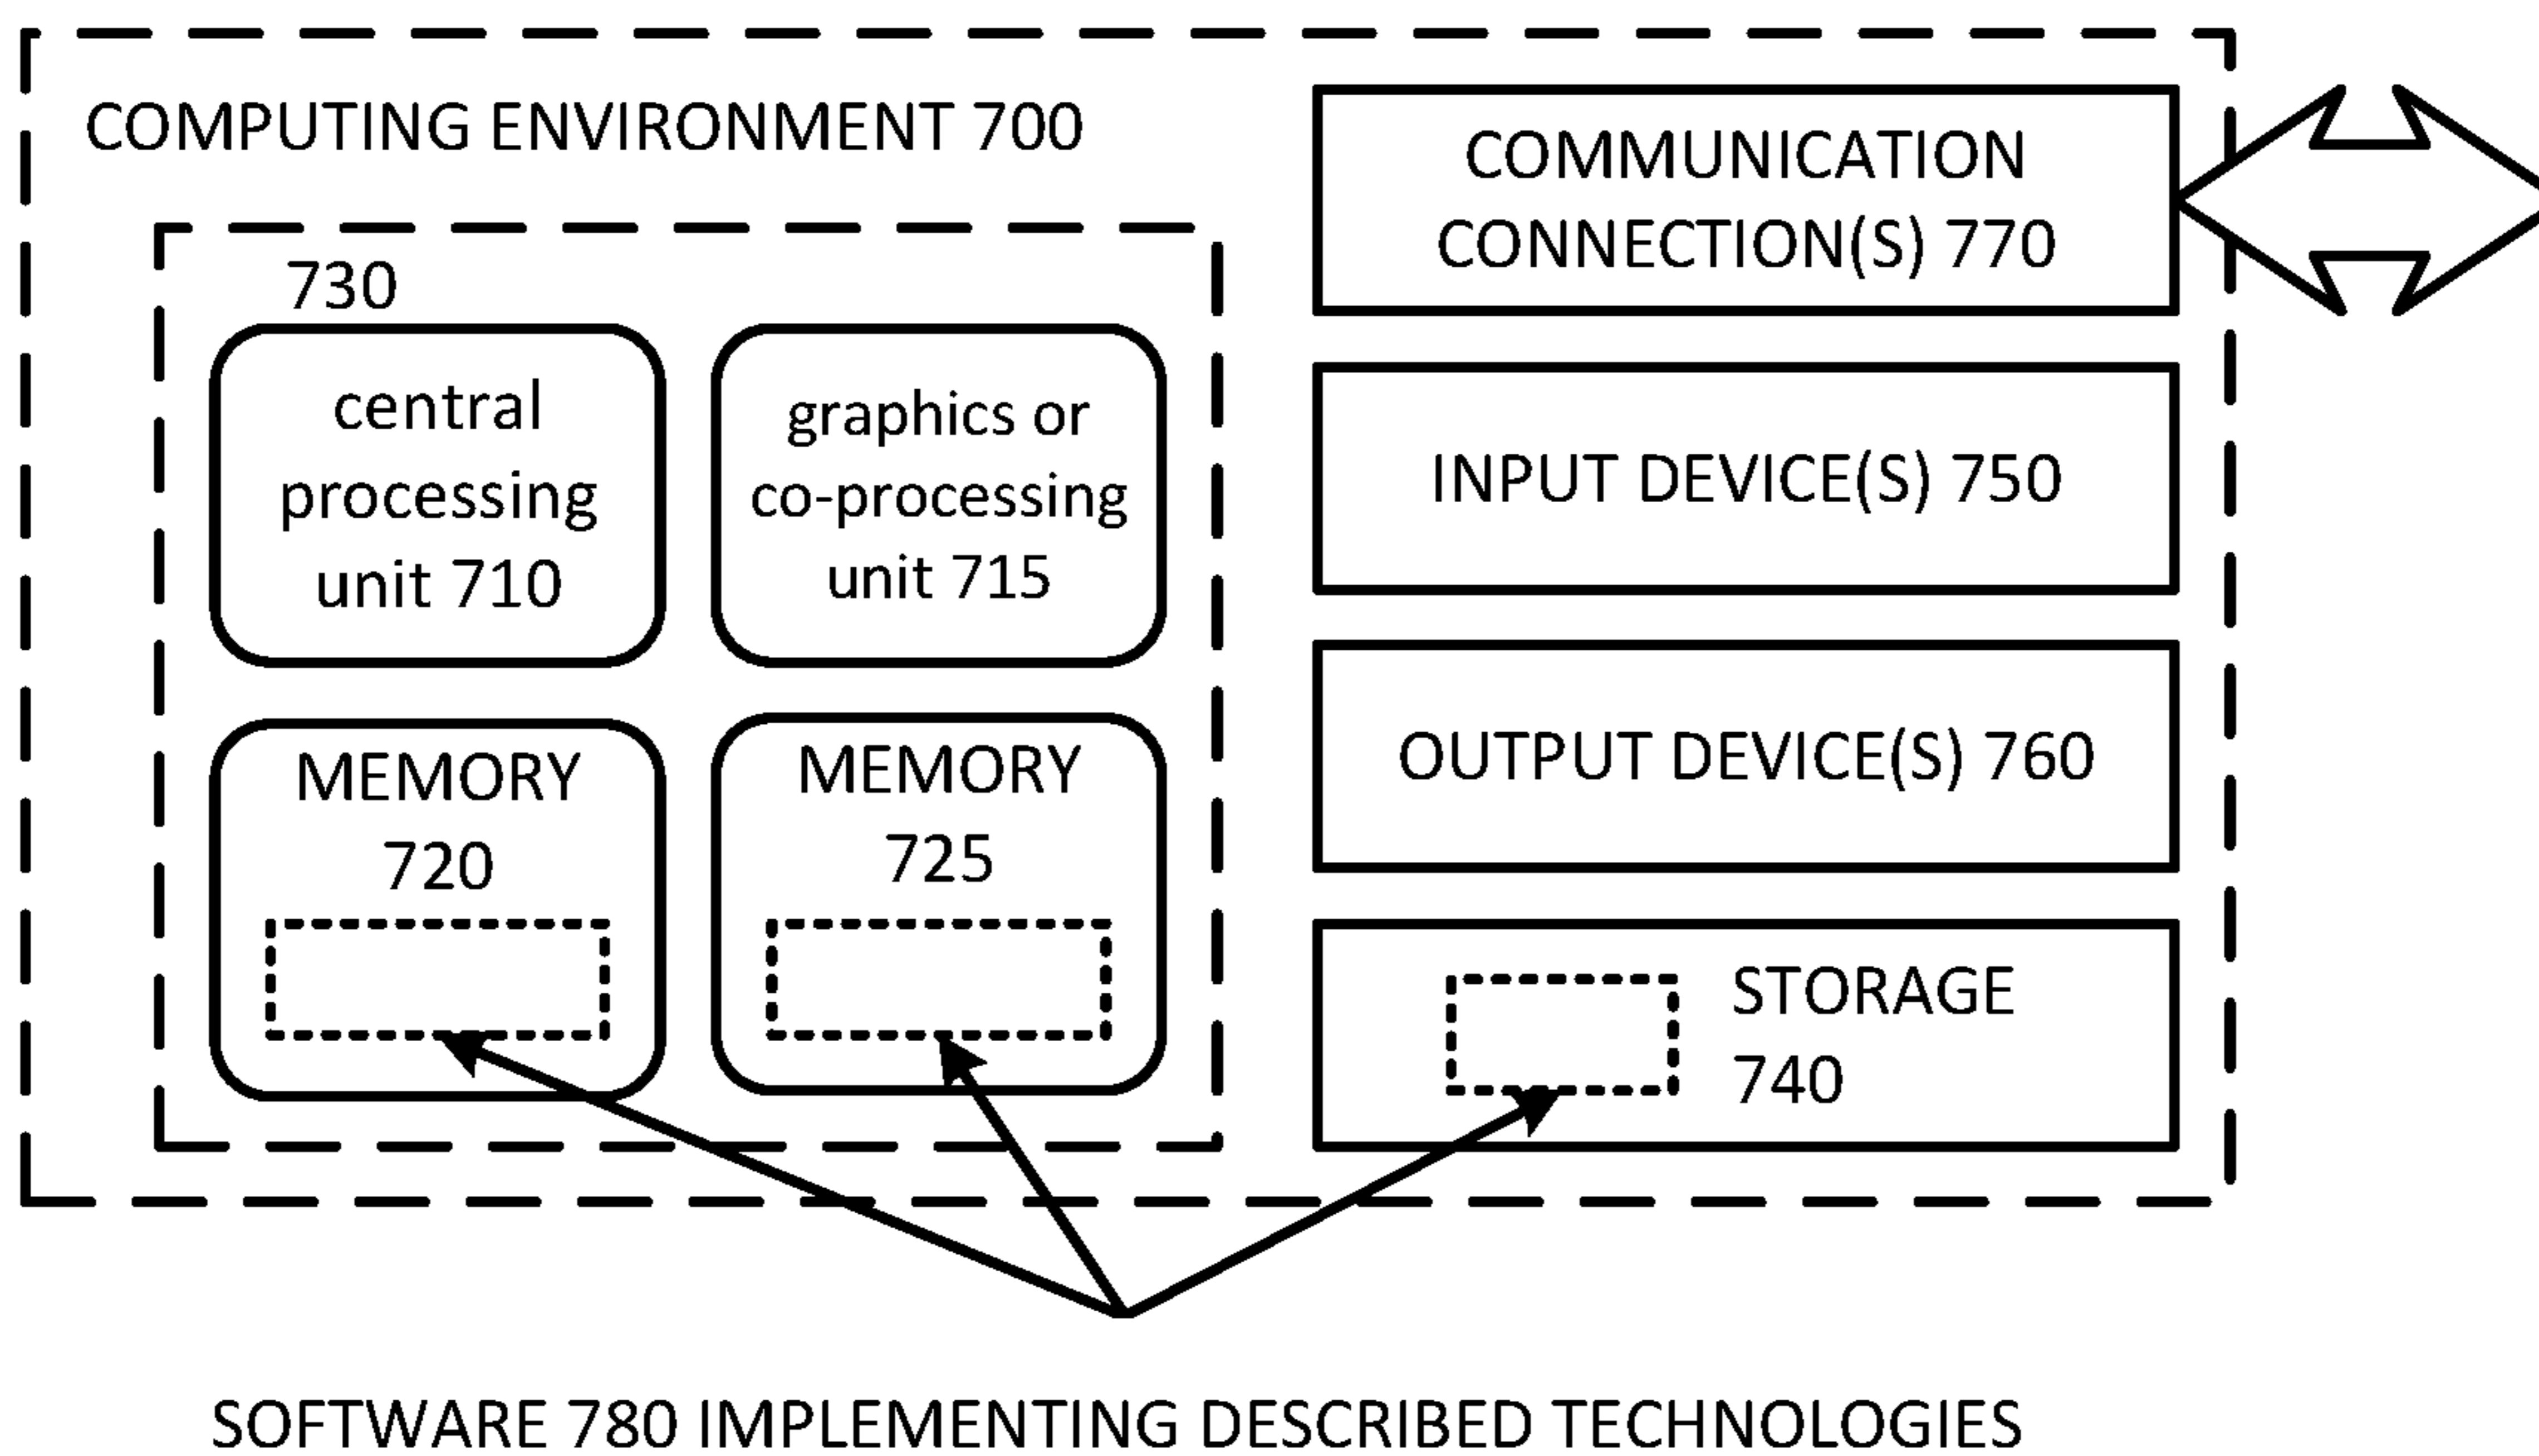 COMPUTING ENVIRONMENT 700
730
central
processing
unit 710
graphics or
co-processing
unit 715
MEMORY
720
MEMORY
725
COMMUNICATION
CONNECTION(S) 770
INPUT DEVICE(S) 750
OUTPUT DEVICE(S) 760
STORAGE
740
SOFTWARE 780 IMPLEMENTING DESCRIBED TECHNOLOGIES